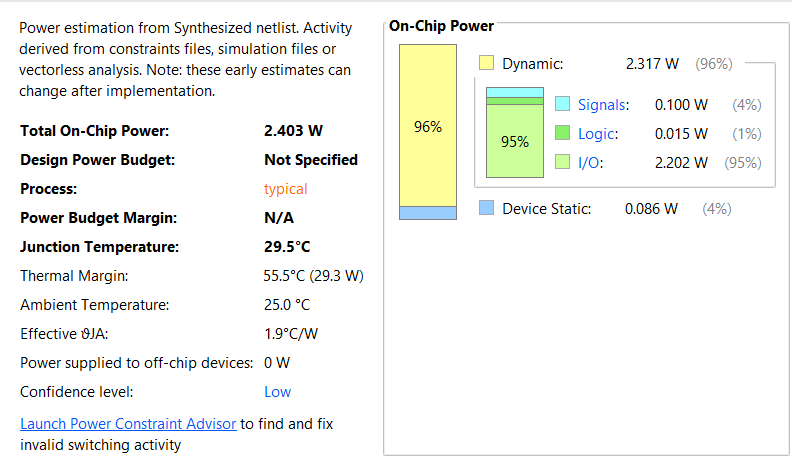 Power estimation from Synthesized netlist. Activity
derived from constraints files, simulation files or
vectorless analysis. Note: these early estimates can
change after implementation.
Total On-Chip Power: 2.403 W
Design Power Budget: Not Specified
Process: typical
Power Budget Margin: N/A
Junction Temperature: 29.5°C
Thermal Margin: 55.5°C (29.3 W)
Ambient Temperature: 25.0 °C
Effective ϑJA: 1.9°C/W
Power supplied to off-chip devices: 0 W
Confidence level: Low
Launch Power Constraint Advisor to find and fix
invalid switching activity
On-Chip Power
96%
Dynamic: 2.317 W (96%)
95%
Signals: 0.100 W (4%)
Logic: 0.015 W (1%)
I/O: 2.202 W (95%)
Device Static: 0.086 W (4%)